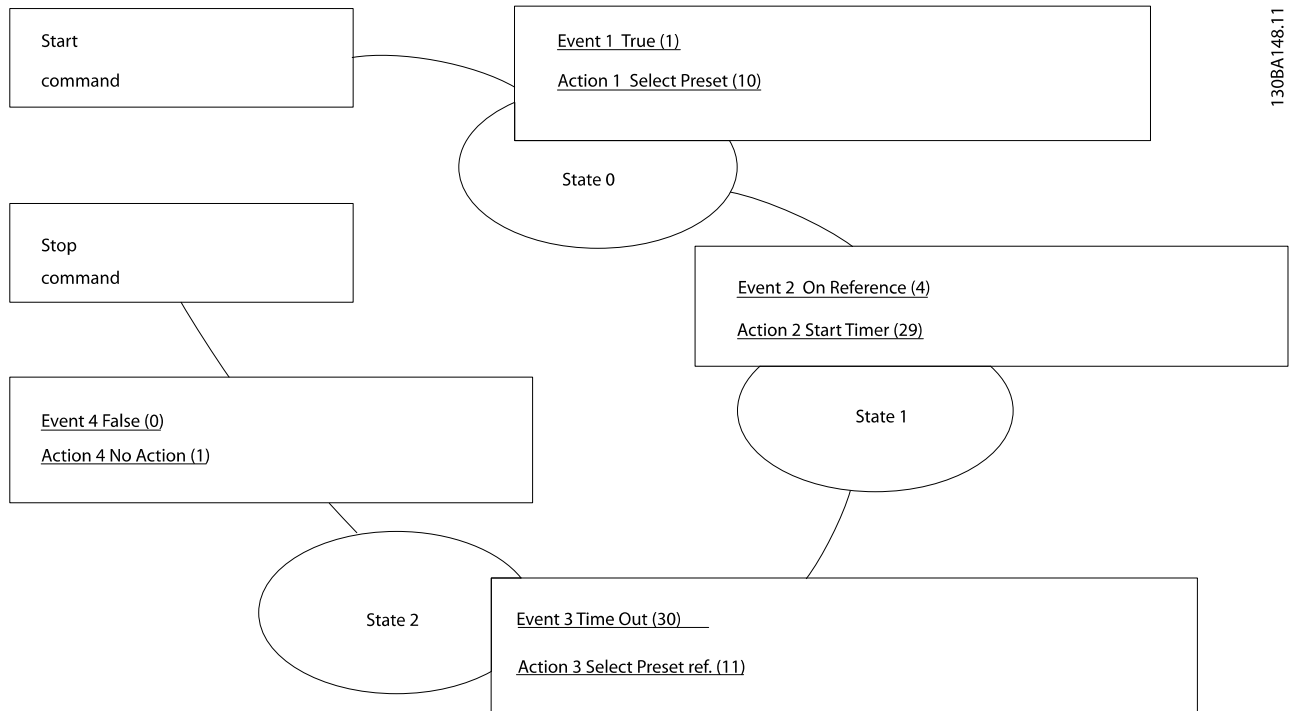 Start
command
Event 1 True (1)
Action 1 Select Preset (10)
130BA148.11
State 0
Stop
command
Event 2 On Reference (4)
Action 2 Start Timer (29)
State 1
Event 4 False (0)
Action 4 No Action (1)
State 2
Event 3 Time Out (30)
Action 3 Select Preset ref. (11)